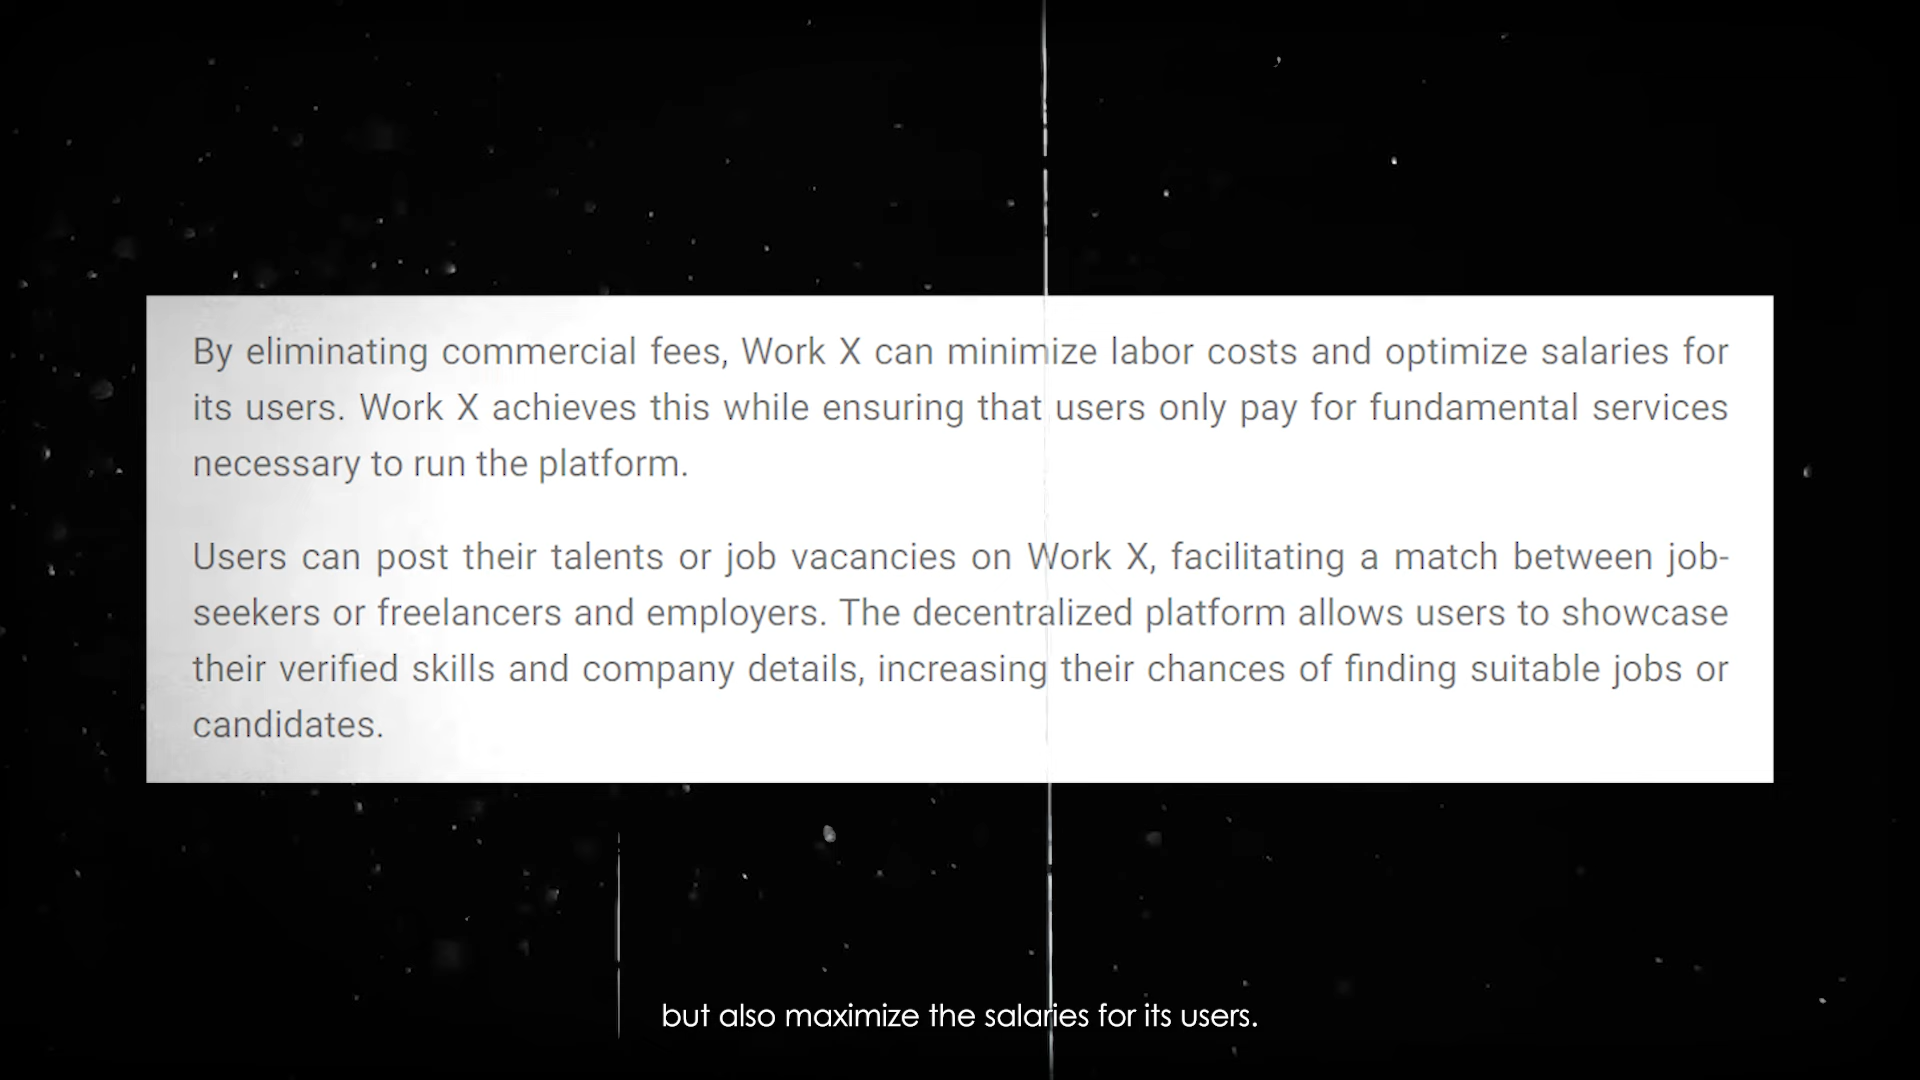 By eliminating commercial fees, Work X can minimize labor costs and optimize salaries for
its users. Work X achieves this while ensuring that users only pay for fundamental services
necessary to run the platform.
Users can post their talents or job vacancies on Work X, facilitating a match between job-
seekers or freelancers and employers. The decentralized platform allows users to showcase
their verified skills and company details, increasing their chances of finding suitable jobs or
candidates.
but also maximize the salaries for its users.